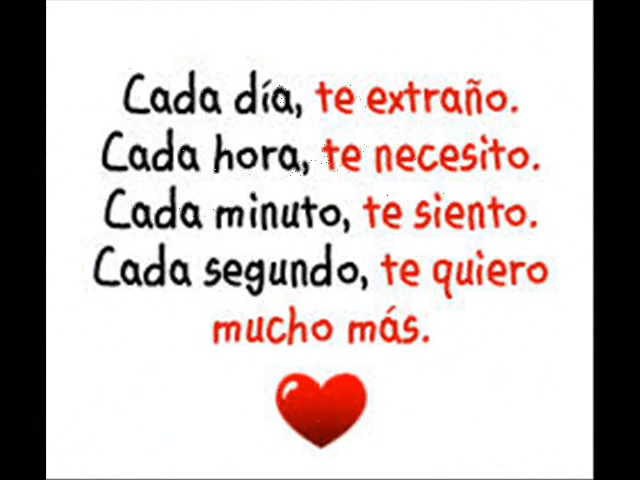 Cada día, te extraño.
Cada hora, te necesito.
Cada minuto, te siento.
Cada segundo, te quiero
mucho más.